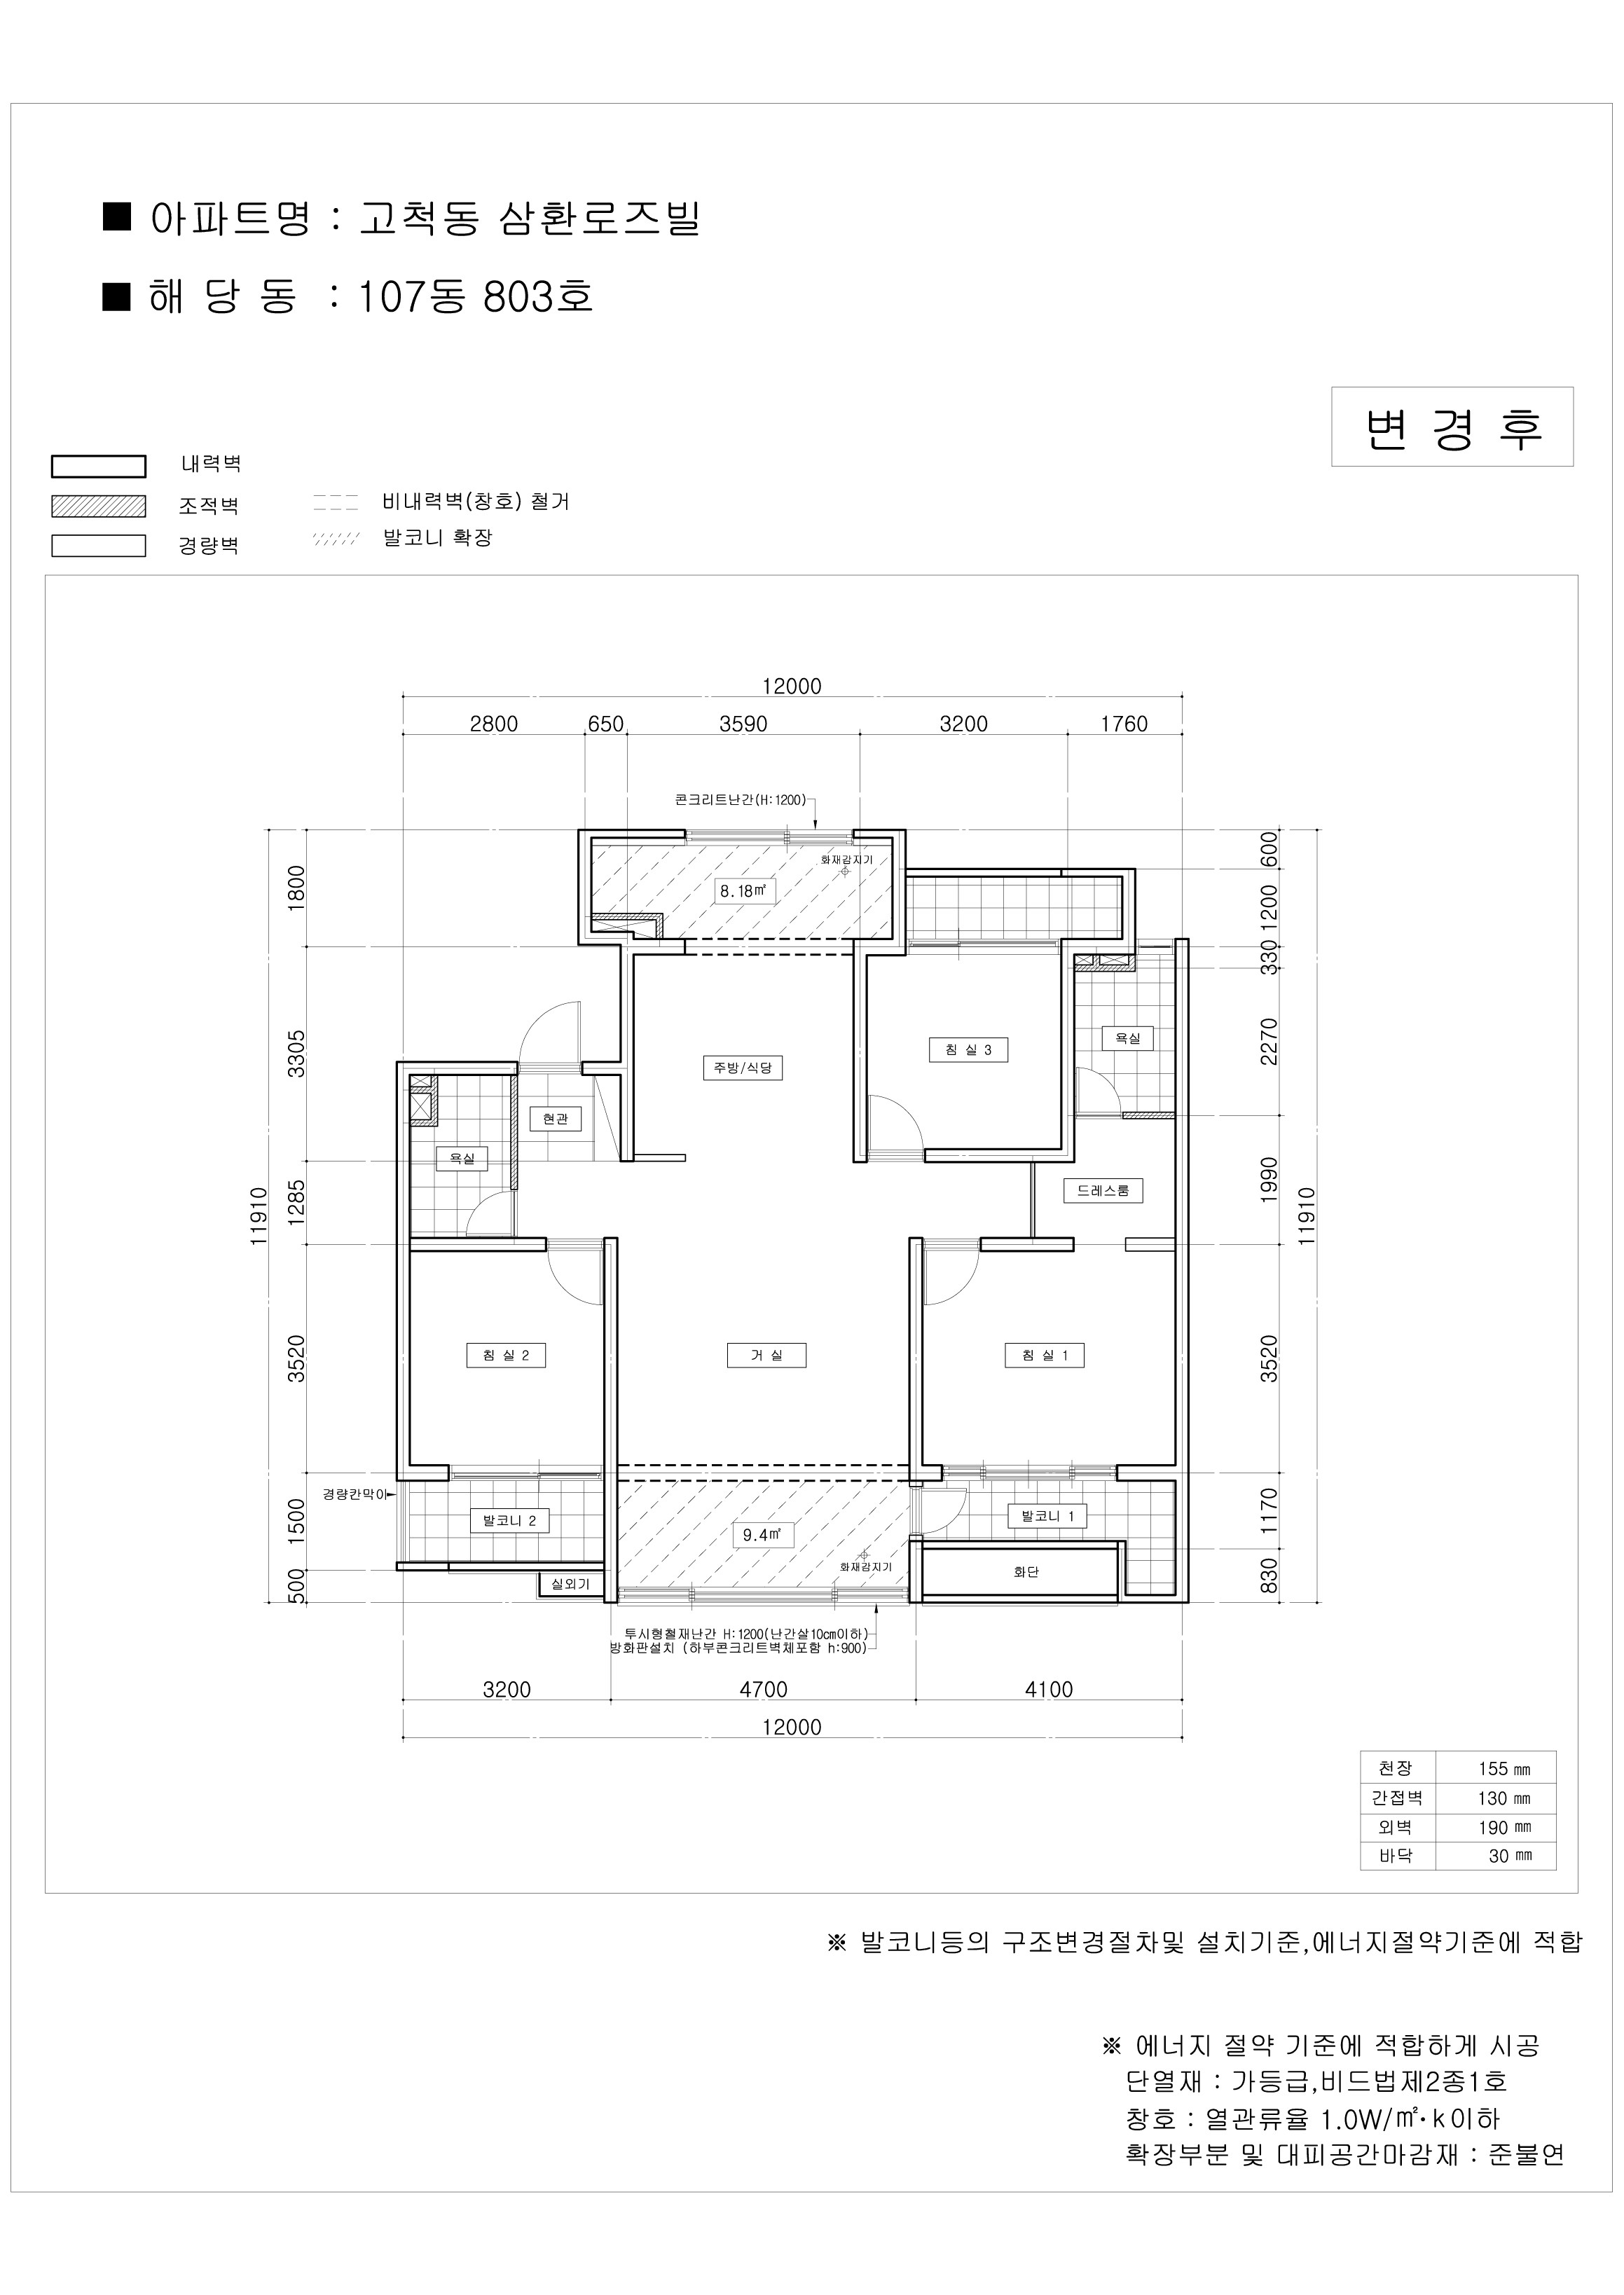 ■ 아파트명 : 고척동 삼환로즈빌
■ 해 당 동 : 107동 803호
변 경 후
내력벽
조적벽
경량벽
비내력벽(창호) 철거
발코니 확장
12000
2800 650 3590 3200 1760
콘크리트난간(H:1200)
화재감지기
8.18㎡
1800
3305
1285
3520
1500
500
11910
600
1200
330
2270
1990
3520
1170
830
11910
욕실
침 실 3
주방/식당
현관
욕실
드레스룸
침 실 2
거 실
침 실 1
경량칸막이
발코니 2
발코니 1
9.4㎡
화재감지기
실외기
화단
투시형철재난간 H:1200(난간살10cm이하)
방화판설치 (하부콘크리트벽체포함 h:900)
3200 4700 4100
12000
천장 155 ㎜
간접벽 130 ㎜
외벽 190 ㎜
바닥 30 ㎜
※ 발코니등의 구조변경절차및 설치기준,에너지절약기준에 적합
※ 에너지 절약 기준에 적합하게 시공
단열재 : 가등급,비드법제2종1호
창호 : 열관류율 1.0W/㎡·k이하
확장부분 및 대피공간마감재 : 준불연